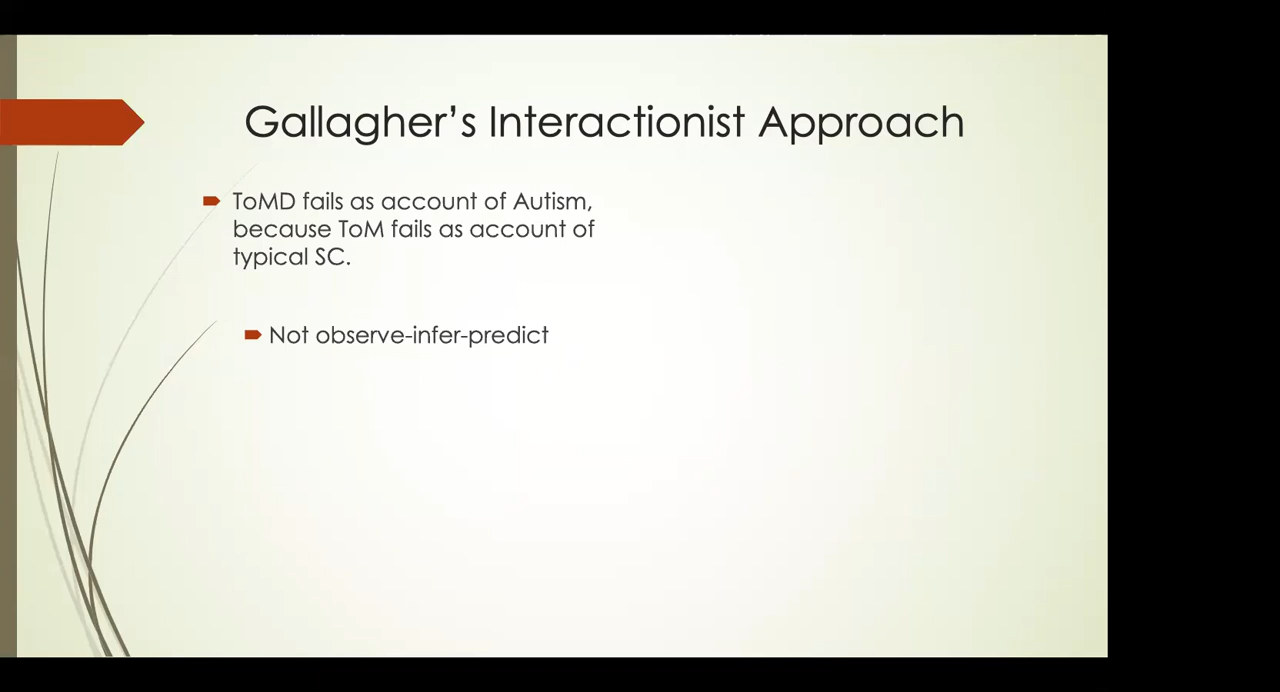 Gallagher's Interactionist Approach
ToMD fails as account of Autism,
because ToM fails as account of
typical SC.
Not observe-infer-predict